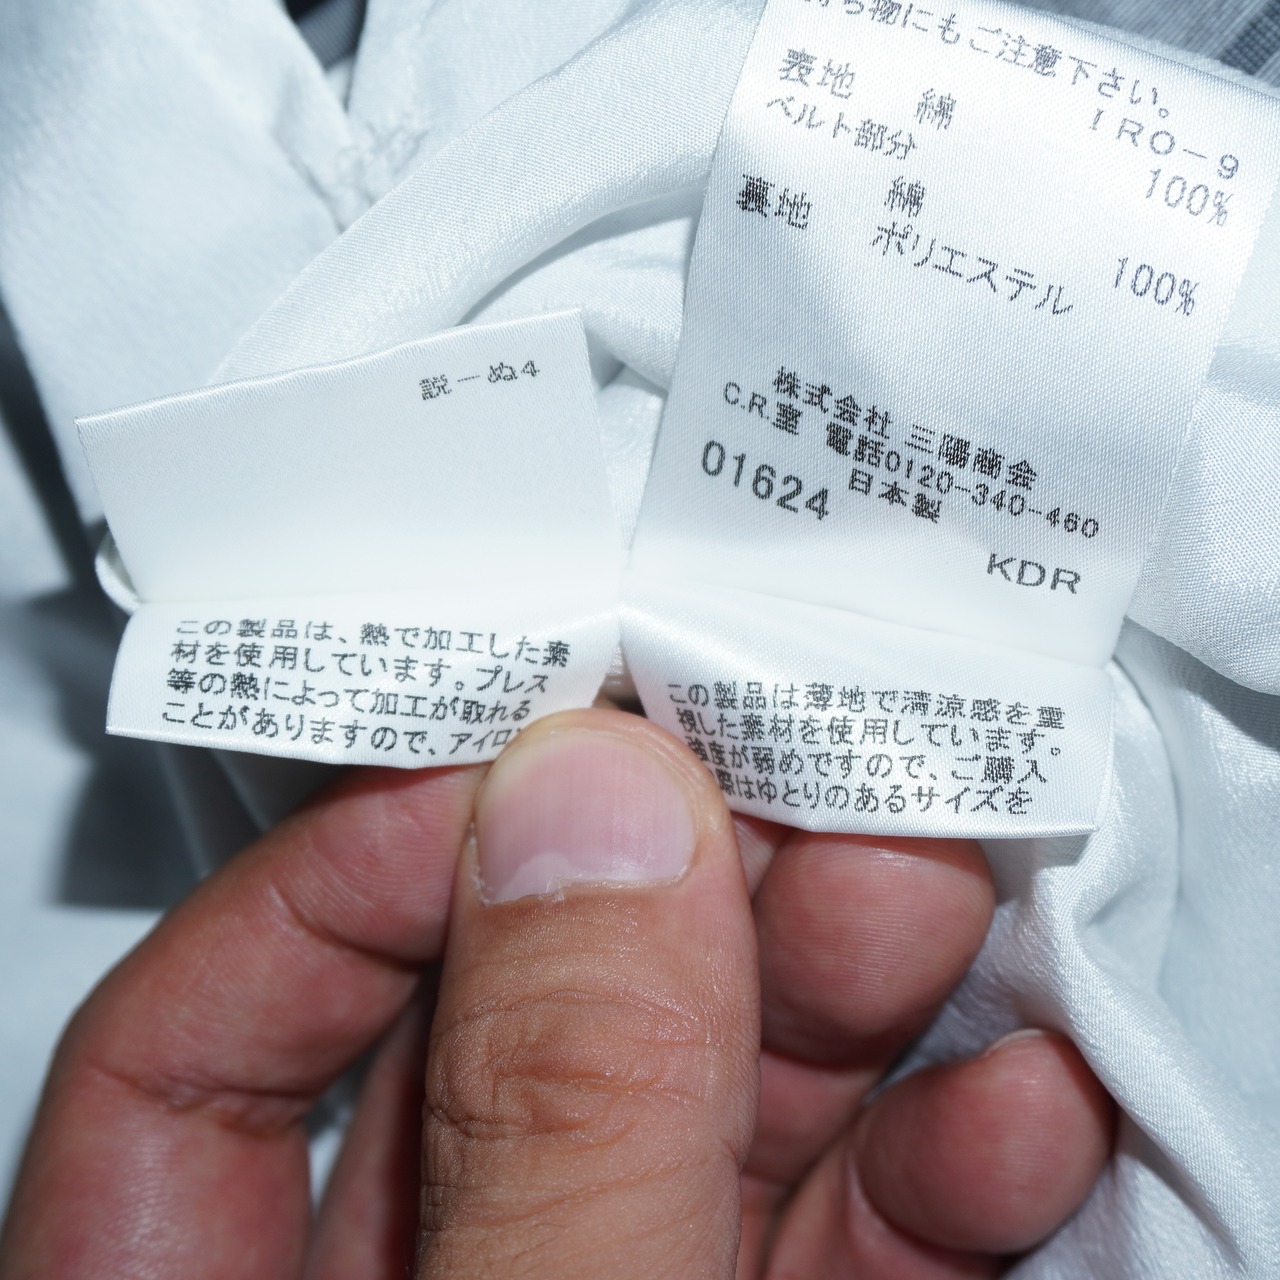 ち物にもご注意下さい。
IRO-9
表地 綿 100%
ベルト部分
綿 100%
裏地 ポリエステル
株式会社 三陽商会
C.R.室 電話0120-340-460
01624 日本製
KDR
この製品は薄地で清涼感を重
視した素材を使用しています。
強度が弱めですので、ご購入
際はゆとりのあるサイズを
説-ぬ4
この製品は、熱で加工した素
材を使用しています。プレス
等の熱によって加工が取れる
ことがありますので、アイロン